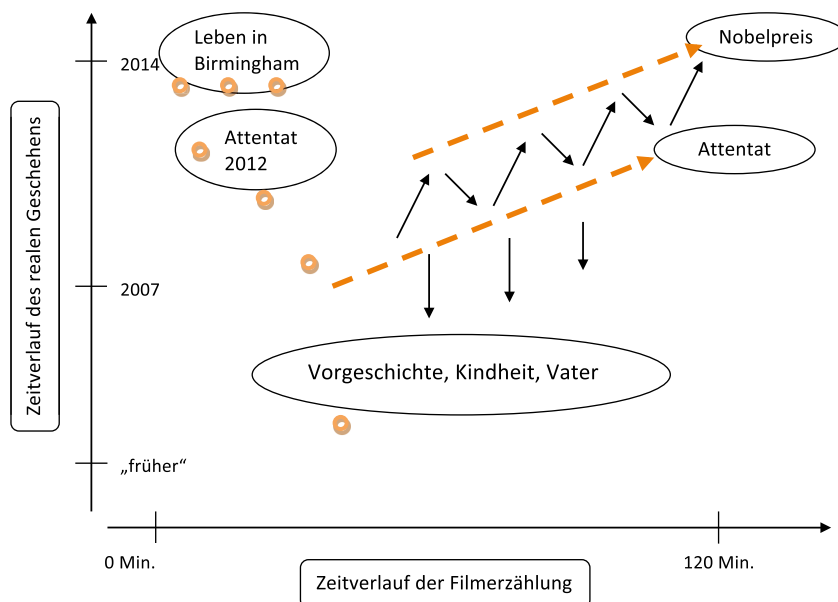 Leben in
Birmingham
Nobelpreis
2014
Attentat
2012
Attentat
Zeitverlauf des realen Geschehens
2007
Vorgeschichte, Kindheit, Vater
„früher“
0 Min.
120 Min.
Zeitverlauf der Filmerzählung